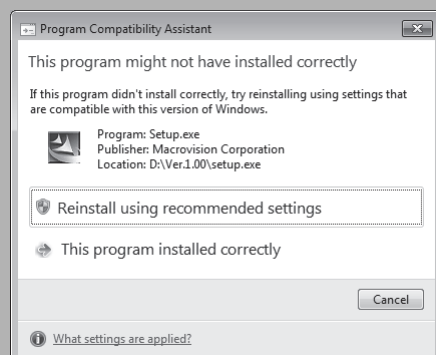 Program Compatibility Assistant
This program might not have installed correctly
If this program didn't install correctly, try reinstalling using settings that
are compatible with this version of Windows.
Program: Setup.exe
Publisher: Macrovision Corporation
Location: D:\Ver.1.00\setup.exe
Reinstall using recommended settings
This program installed correctly
Cancel
What settings are applied?